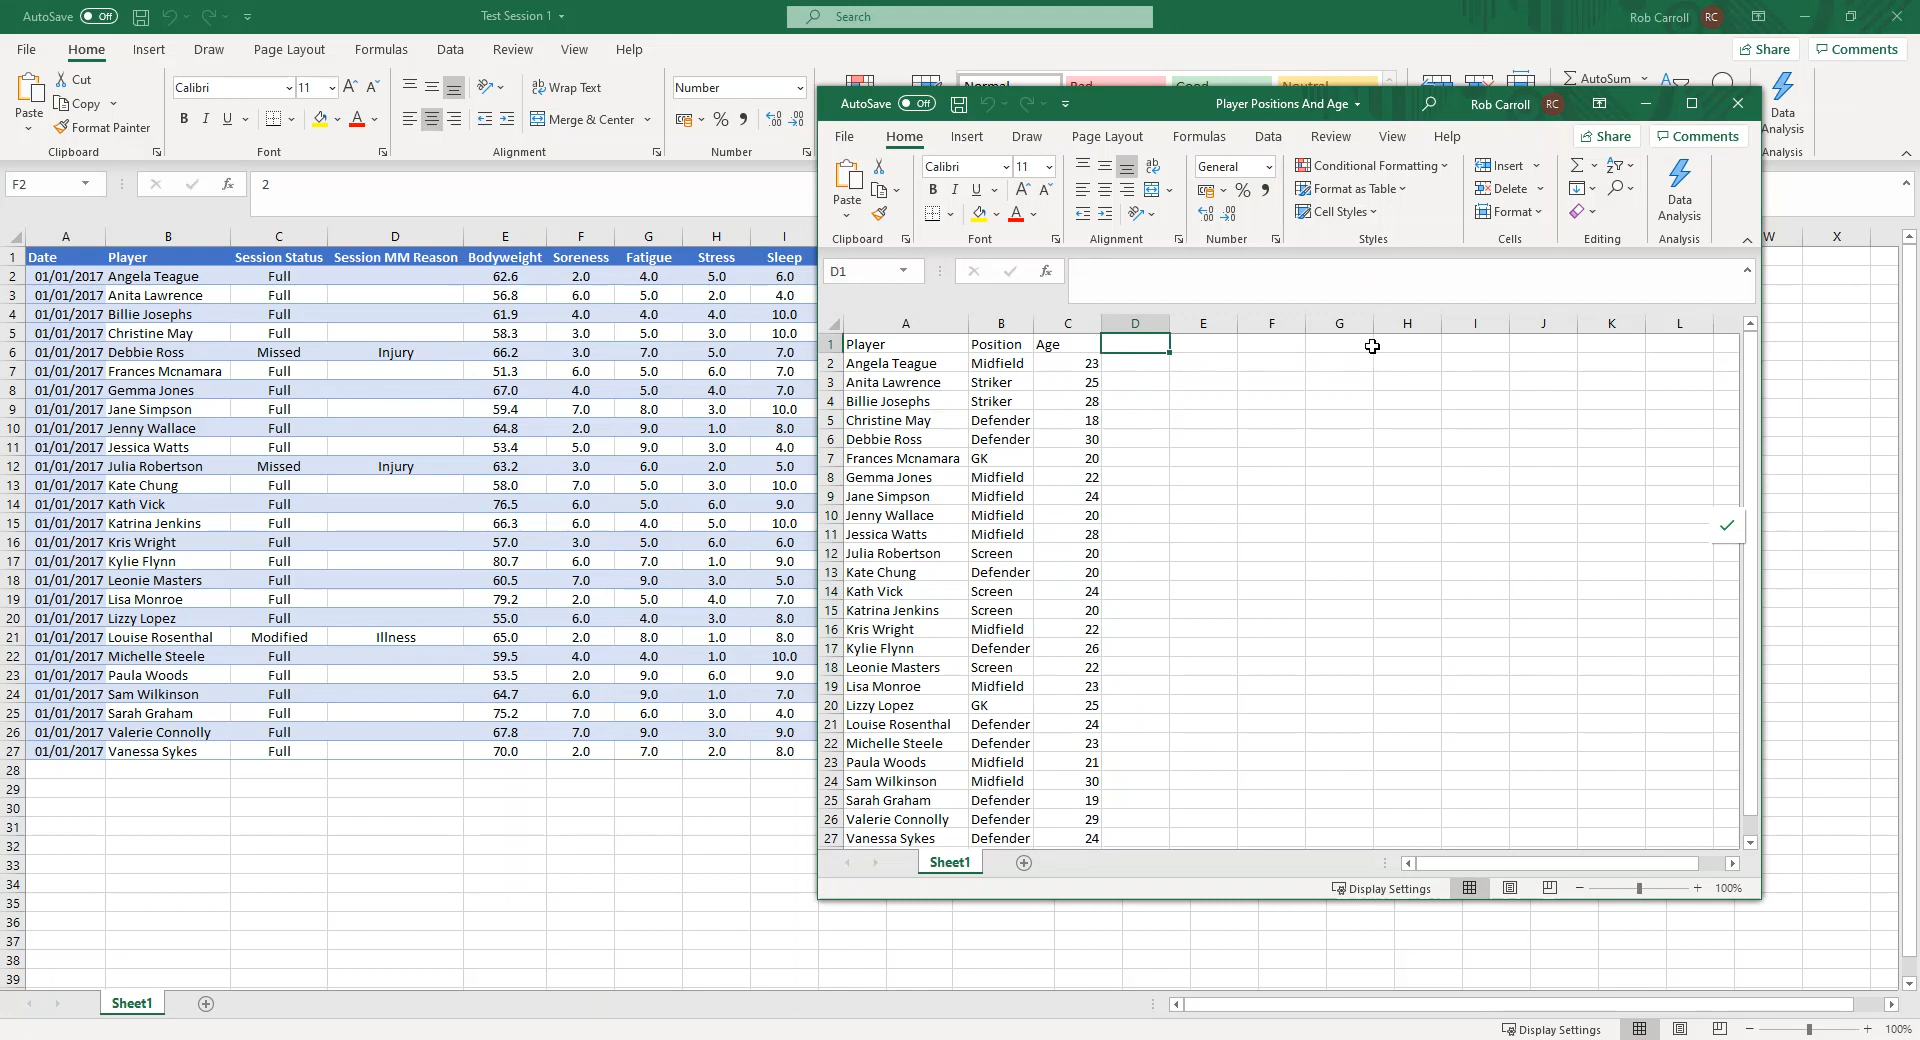 AutoSave Off Test Session 1 Search Rob Carroll RC
File Home Insert Draw Page Layout Formulas Data Review View Help Share Comments
Paste Cut Copy Format Painter Clipboard
Calibri 11 B I U Font
Wrap Text Merge & Center Alignment
Number % Number
Normal Bad Good Neutral
AutoSum Data Analysis Analysis
F2 fx 2
A B C D E F G H I W X
1 Date Player Session Status Session MM Reason Bodyweight Soreness Fatigue Stress Sleep
2 01/01/2017 Angela Teague Full 62.6 2.0 4.0 5.0 6.0
3 01/01/2017 Anita Lawrence Full 56.8 6.0 5.0 2.0 4.0
4 01/01/2017 Billie Josephs Full 61.9 4.0 4.0 4.0 10.0
5 01/01/2017 Christine May Full 58.3 3.0 5.0 3.0 10.0
6 01/01/2017 Debbie Ross Missed Injury 66.2 3.0 7.0 5.0 7.0
7 01/01/2017 Frances Mcnamara Full 51.3 6.0 5.0 6.0 7.0
8 01/01/2017 Gemma Jones Full 67.0 4.0 5.0 4.0 7.0
9 01/01/2017 Jane Simpson Full 59.4 7.0 8.0 3.0 10.0
10 01/01/2017 Jenny Wallace Full 64.8 2.0 9.0 1.0 8.0
11 01/01/2017 Jessica Watts Full 53.4 5.0 9.0 3.0 4.0
12 01/01/2017 Julia Robertson Missed Injury 63.2 3.0 6.0 2.0 5.0
13 01/01/2017 Kate Chung Full 58.0 7.0 5.0 3.0 10.0
14 01/01/2017 Kath Vick Full 76.5 6.0 5.0 6.0 9.0
15 01/01/2017 Katrina Jenkins Full 66.3 6.0 4.0 5.0 10.0
16 01/01/2017 Kris Wright Full 57.0 3.0 5.0 6.0 6.0
17 01/01/2017 Kylie Flynn Full 80.7 6.0 7.0 1.0 9.0
18 01/01/2017 Leonie Masters Full 60.5 7.0 9.0 3.0 5.0
19 01/01/2017 Lisa Monroe Full 79.2 2.0 5.0 4.0 7.0
20 01/01/2017 Lizzy Lopez Full 55.0 6.0 4.0 3.0 8.0
21 01/01/2017 Louise Rosenthal Modified Illness 65.0 2.0 8.0 1.0 8.0
22 01/01/2017 Michelle Steele Full 59.5 4.0 4.0 1.0 10.0
23 01/01/2017 Paula Woods Full 53.5 2.0 9.0 6.0 9.0
24 01/01/2017 Sam Wilkinson Full 64.7 6.0 9.0 1.0 7.0
25 01/01/2017 Sarah Graham Full 75.2 7.0 6.0 3.0 4.0
26 01/01/2017 Valerie Connolly Full 67.8 7.0 9.0 3.0 9.0
27 01/01/2017 Vanessa Sykes Full 70.0 2.0 7.0 2.0 8.0
28
29
30
31
32
33
34
35
36
37
38
39
Sheet1
Display Settings 100%
AutoSave Off Player Positions And Age Rob Carroll RC
File Home Insert Draw Page Layout Formulas Data Review View Help Share Comments
Paste Clipboard
Calibri 11 B I U Font
Alignment
General % Number
Conditional Formatting Format as Table Cell Styles Styles
Insert Delete Format Cells
Editing
Data Analysis Analysis
D1 fx
A B C D E F G H I J K L
1 Player Position Age
2 Angela Teague Midfield 23
3 Anita Lawrence Striker 25
4 Billie Josephs Striker 28
5 Christine May Defender 18
6 Debbie Ross Defender 30
7 Frances Mcnamara GK 20
8 Gemma Jones Midfield 22
9 Jane Simpson Midfield 24
10 Jenny Wallace Midfield 20
11 Jessica Watts Midfield 28
12 Julia Robertson Screen 20
13 Kate Chung Defender 20
14 Kath Vick Screen 24
15 Katrina Jenkins Screen 20
16 Kris Wright Midfield 22
17 Kylie Flynn Defender 26
18 Leonie Masters Screen 22
19 Lisa Monroe Midfield 23
20 Lizzy Lopez GK 25
21 Louise Rosenthal Defender 24
22 Michelle Steele Defender 23
23 Paula Woods Midfield 21
24 Sam Wilkinson Midfield 30
25 Sarah Graham Defender 19
26 Valerie Connolly Defender 29
27 Vanessa Sykes Defender 24
Sheet1
Display Settings 100%